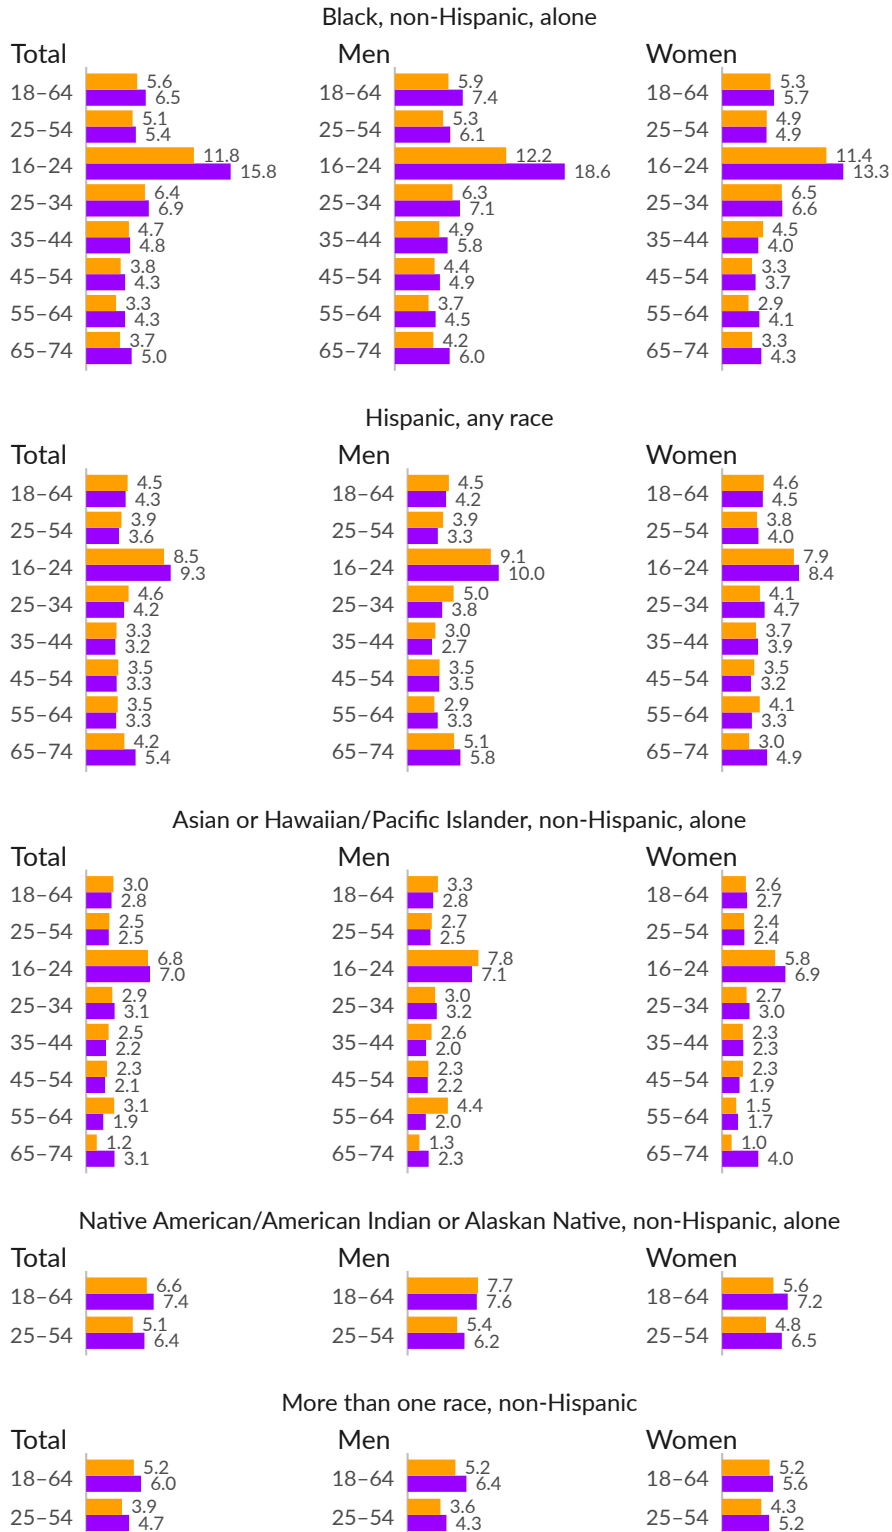 Black, non-Hispanic, alone
Total Men Women
18–64 5.6 6.5 18–64 5.9 7.4 18–64 5.3 5.7
25–54 5.1 5.4 25–54 5.3 6.1 25–54 4.9 4.9
16–24 11.8 15.8 16–24 12.2 18.6 16–24 11.4 13.3
25–34 6.4 6.9 25–34 6.3 7.1 25–34 6.5 6.6
35–44 4.7 4.8 35–44 4.9 5.8 35–44 4.5 4.0
45–54 3.8 4.3 45–54 4.4 4.9 45–54 3.3 3.7
55–64 3.3 4.3 55–64 3.7 4.5 55–64 2.9 4.1
65–74 3.7 5.0 65–74 4.2 6.0 65–74 3.3 4.3
Hispanic, any race
Total Men Women
18–64 4.5 4.3 18–64 4.5 4.2 18–64 4.6 4.5
25–54 3.9 3.6 25–54 3.9 3.3 25–54 3.8 4.0
16–24 8.5 9.3 16–24 9.1 10.0 16–24 7.9 8.4
25–34 4.6 4.2 25–34 5.0 3.8 25–34 4.1 4.7
35–44 3.3 3.2 35–44 3.0 2.7 35–44 3.7 3.9
45–54 3.5 3.3 45–54 3.5 3.5 45–54 3.5 3.2
55–64 3.5 3.3 55–64 2.9 3.3 55–64 4.1 3.3
65–74 4.2 5.4 65–74 5.1 5.8 65–74 3.0 4.9
Asian or Hawaiian/Pacific Islander, non-Hispanic, alone
Total Men Women
18–64 3.0 2.8 18–64 3.3 2.8 18–64 2.6 2.7
25–54 2.5 2.5 25–54 2.7 2.5 25–54 2.4 2.4
16–24 6.8 7.0 16–24 7.8 7.1 16–24 5.8 6.9
25–34 2.9 3.1 25–34 3.0 3.2 25–34 2.7 3.0
35–44 2.5 2.2 35–44 2.6 2.0 35–44 2.3 2.3
45–54 2.3 2.1 45–54 2.3 2.2 45–54 2.3 1.9
55–64 3.1 1.9 55–64 4.4 2.0 55–64 1.5 1.7
65–74 1.2 3.1 65–74 1.3 2.3 65–74 1.0 4.0
Native American/American Indian or Alaskan Native, non-Hispanic, alone
Total Men Women
18–64 6.6 7.4 18–64 7.7 7.6 18–64 5.6 7.2
25–54 5.1 6.4 25–54 5.4 6.2 25–54 4.8 6.5
More than one race, non-Hispanic
Total Men Women
18–64 5.2 6.0 18–64 5.2 6.4 18–64 5.2 5.6
25–54 3.9 4.7 25–54 3.6 4.3 25–54 4.3 5.2